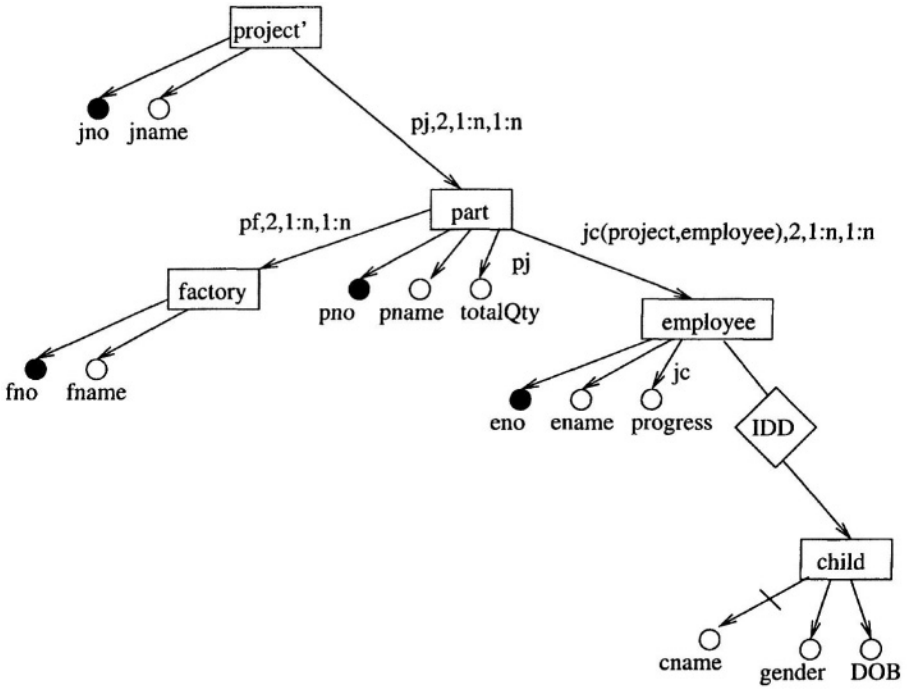 project'
jno
jname
pj,2,1:n,1:n
part
pf,2,1:n,1:n
jc(project,employee),2,1:n,1:n
pj
factory
pno
pname
totalQty
employee
fno
fname
jc
eno
ename
progress
IDD
child
cname
gender
DOB